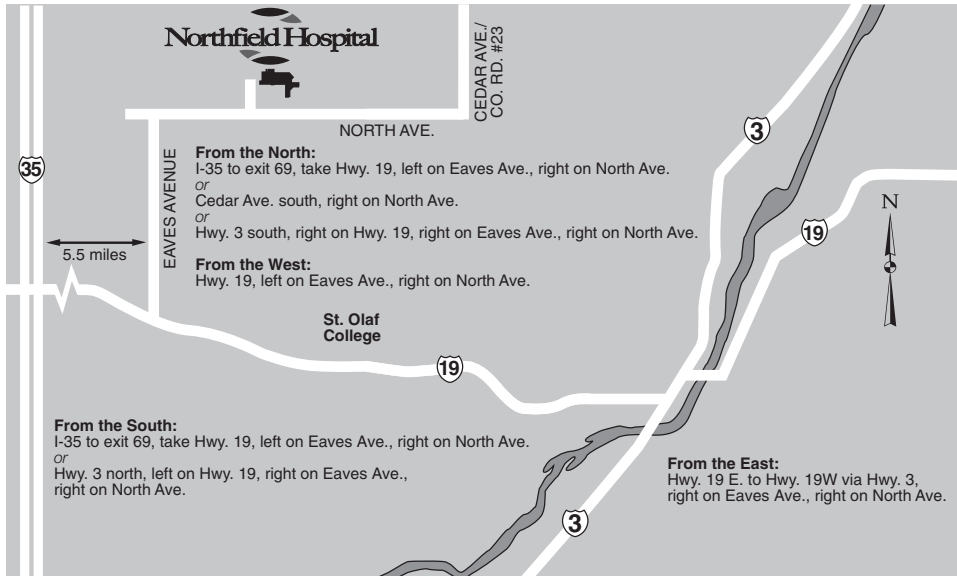 Northfield Hospital
CEDAR AVE./
CO. RD. #23
NORTH AVE.
3
35
EAVES AVENUE
From the North:
I-35 to exit 69, take Hwy. 19, left on Eaves Ave., right on North Ave.
or
Cedar Ave. south, right on North Ave.
or
Hwy. 3 south, right on Hwy. 19, right on Eaves Ave., right on North Ave.
N
19
5.5 miles
From the West:
Hwy. 19, left on Eaves Ave., right on North Ave.
St. Olaf
College
19
From the South:
I-35 to exit 69, take Hwy. 19, left on Eaves Ave., right on North Ave.
or
Hwy. 3 north, left on Hwy. 19, right on Eaves Ave.,
right on North Ave.
From the East:
Hwy. 19 E. to Hwy. 19W via Hwy. 3,
right on Eaves Ave., right on North Ave.
3